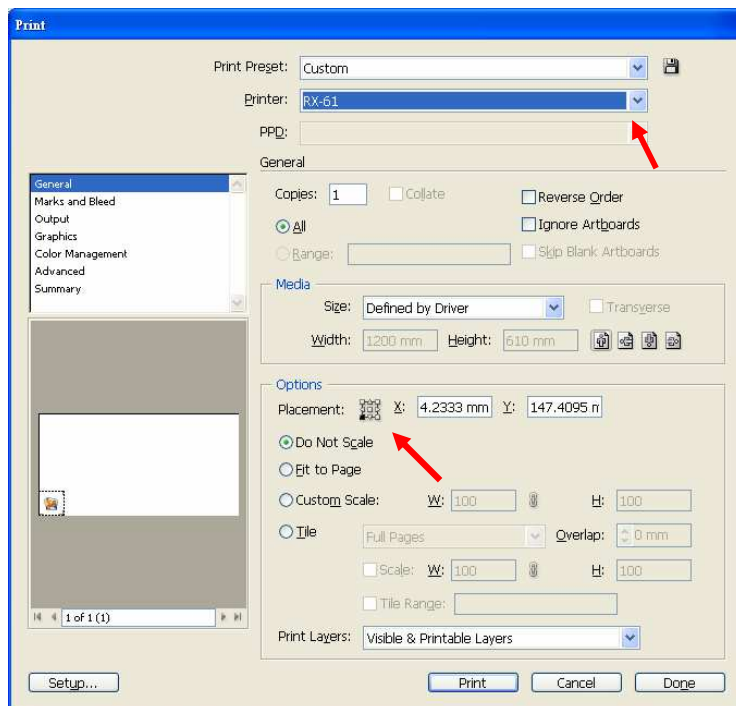 Print
Print Preset: Custom
Printer: RX-61
PPD:
General
Marks and Bleed
Output
Graphics
Color Management
Advanced
Summary
1 of 1 (1)
General
Copies: 1 Collate Reverse Order
All Ignore Artboards
Range: Skip Blank Artboards
Media
Size: Defined by Driver Transverse
Width: 1200 mm Height: 610 mm
Options
Placement: X: 4.2333 mm Y: 147.4095 m
Do Not Scale
Fit to Page
Custom Scale: W: 100 H: 100
Tile Full Pages Overlap: 0 mm
Scale: W: 100 H: 100
Tile Range:
Print Layers: Visible & Printable Layers
Setup... Print Cancel Done